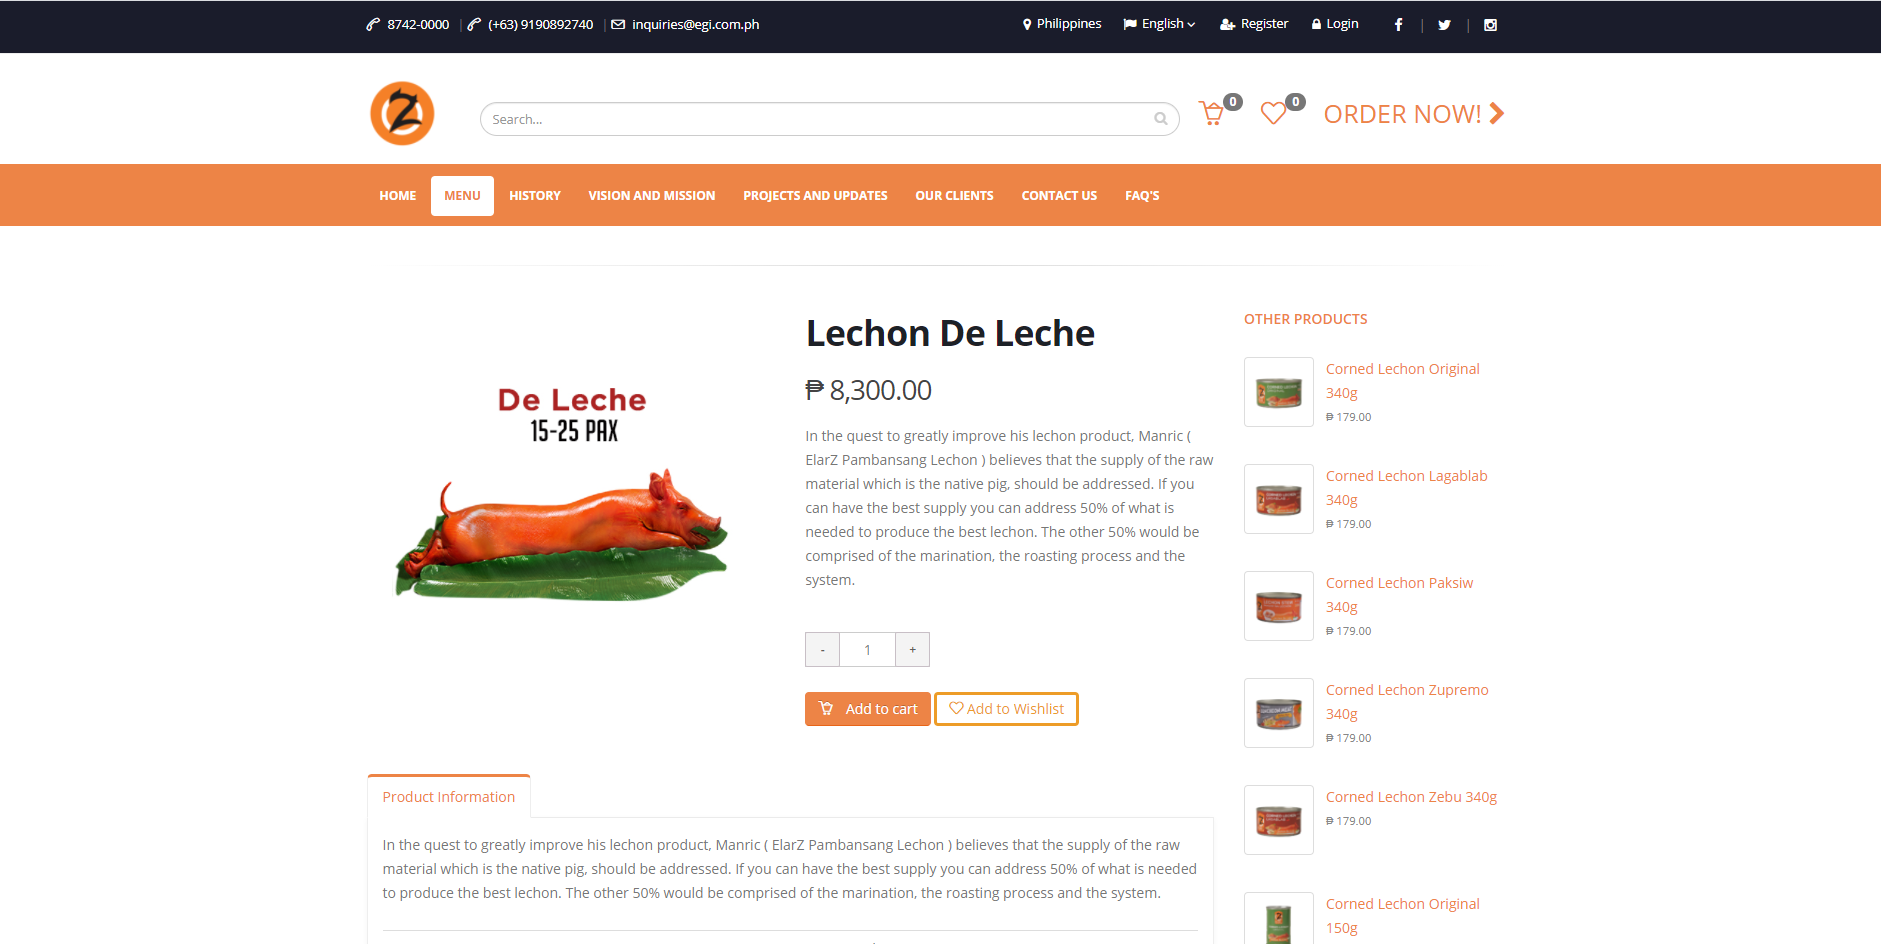 8742-0000 | (+63) 9190892740 | inquiries@egi.com.ph
Philippines English Register Login
Z
Search...
0
0
ORDER NOW!
HOME MENU HISTORY VISION AND MISSION PROJECTS AND UPDATES OUR CLIENTS CONTACT US FAQ'S
De Leche
15-25 PAX
Lechon De Leche
₱ 8,300.00
In the quest to greatly improve his lechon product, Manric (
ElarZ Pambansang Lechon ) believes that the supply of the raw
material which is the native pig, should be addressed. If you
can have the best supply you can address 50% of what is
needed to produce the best lechon. The other 50% would be
comprised of the marination, the roasting process and the
system.
- 1 +
Add to cart
Add to Wishlist
OTHER PRODUCTS
Corned Lechon Original
340g
₱ 179.00
Corned Lechon Lagablab
340g
₱ 179.00
Corned Lechon Paksiw
340g
₱ 179.00
Corned Lechon Zupremo
340g
₱ 179.00
Corned Lechon Zebu 340g
₱ 179.00
Corned Lechon Original
150g
Product Information
In the quest to greatly improve his lechon product, Manric ( ElarZ Pambansang Lechon ) believes that the supply of the raw
material which is the native pig, should be addressed. If you can have the best supply you can address 50% of what is needed
to produce the best lechon. The other 50% would be comprised of the marination, the roasting process and the system.